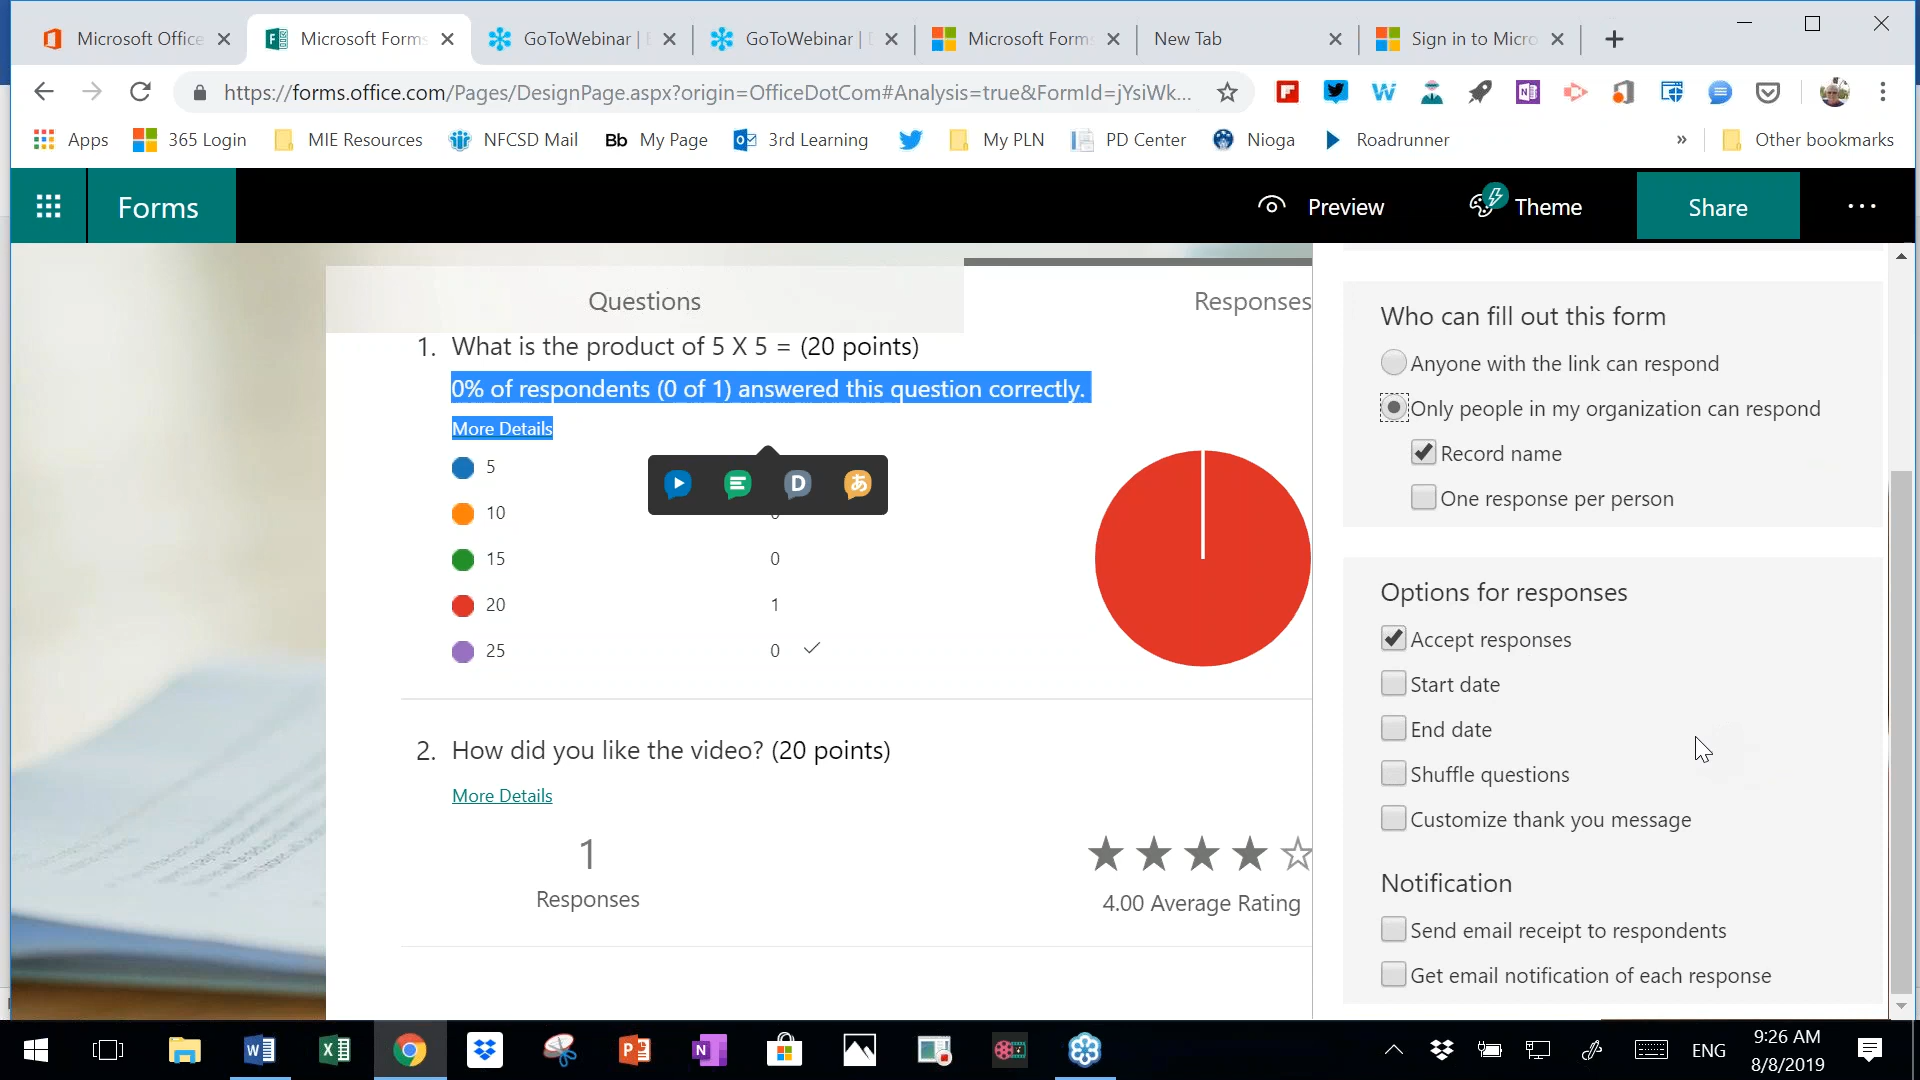 Microsoft Office
Microsoft Forms
GoToWebinar |
GoToWebinar |
Microsoft Forms
New Tab
Sign in to Micro
https://forms.office.com/Pages/DesignPage.aspx?origin=OfficeDotCom#Analysis=true&FormId=jYsiWk...
Apps
365 Login
MIE Resources
NFCSD Mail
Bb My Page
3rd Learning
My PLN
PD Center
Nioga
Roadrunner
»
Other bookmarks
Forms
Preview
Theme
Share
Questions
Responses
1. What is the product of 5 X 5 = (20 points)
0% of respondents (0 of 1) answered this question correctly.
More Details
5
10
15 0
20 1
25 0
2. How did you like the video? (20 points)
More Details
1
Responses
4.00 Average Rating
Who can fill out this form
Anyone with the link can respond
Only people in my organization can respond
Record name
One response per person
Options for responses
Accept responses
Start date
End date
Shuffle questions
Customize thank you message
Notification
Send email receipt to respondents
Get email notification of each response
ENG
9:26 AM
8/8/2019